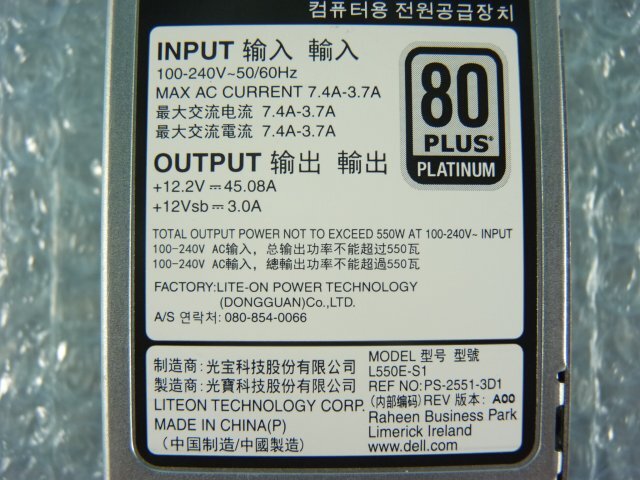 컴퓨터용 전원공급장치
INPUT 输入 輸入
100-240V~50/60Hz
MAX AC CURRENT 7.4A-3.7A
最大交流电流 7.4A-3.7A
最大交流電流 7.4A-3.7A
80
PLUS®
PLATINUM
OUTPUT 输出 輸出
+12.2V⎓45.08A
+12Vsb⎓3.0A
TOTAL OUTPUT POWER NOT TO EXCEED 550W AT 100-240V~ INPUT
100-240V AC输入，总输出功率不能超过550瓦
100-240V AC輸入，總輸出功率不能超過550瓦
FACTORY:LITE-ON POWER TECHNOLOGY
(DONGGUAN)Co.,LTD.
A/S 연락처: 080-854-0066
制造商: 光宝科技股份有限公司
製造商: 光寶科技股份有限公司
LITEON TECHNOLOGY CORP.
MADE IN CHINA(P)
(中国制造/中國製造)
MODEL 型号 型號
L550E-S1
REF NO:PS-2551-3D1
(内部编码) REV 版本: A00
Raheen Business Park
Limerick Ireland
www.dell.com